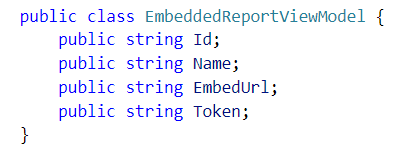 public class EmbeddedReportViewModel {
    public string Id;
    public string Name;
    public string EmbedUrl;
    public string Token;
}